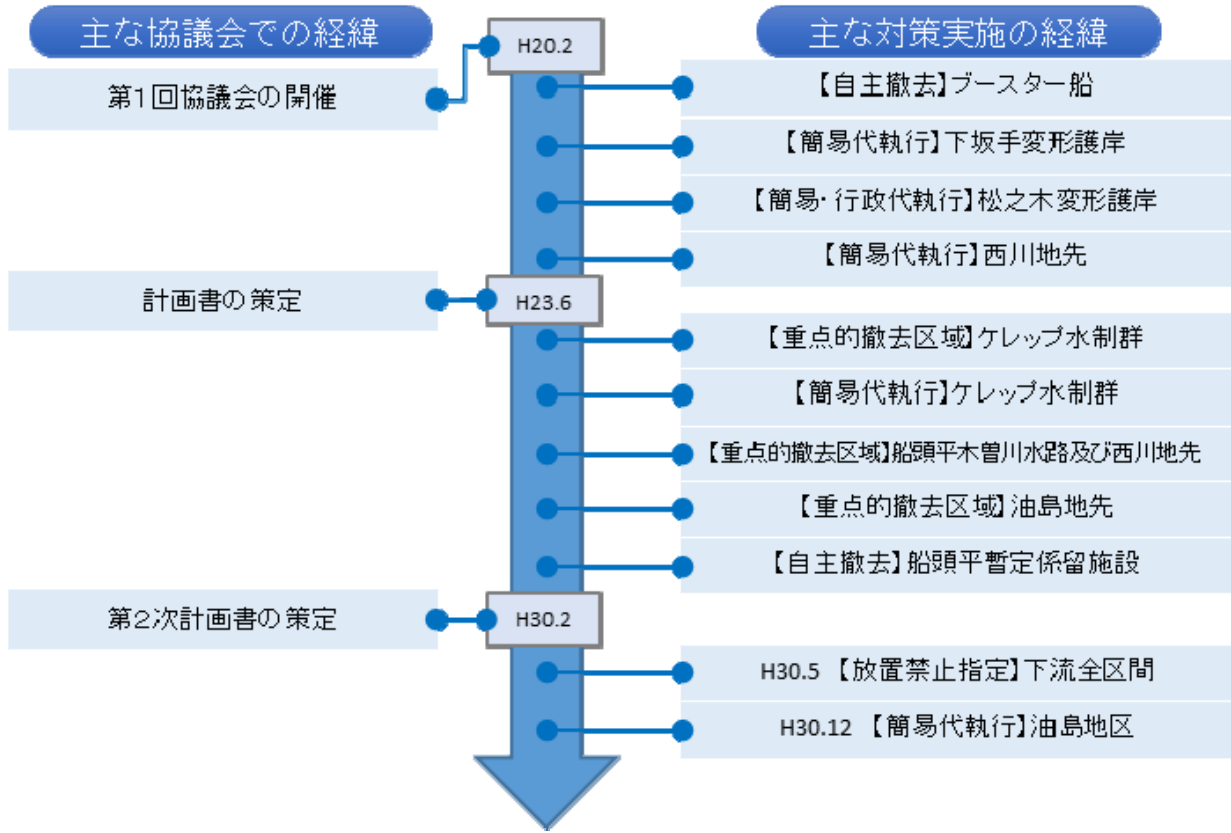 主な協議会での経緯
主な対策実施の経緯
H20.2
第1回協議会の開催
【自主撤去】ブースター船
【簡易代執行】下坂手変形護岸
【簡易・行政代執行】松之木変形護岸
【簡易代執行】西川地先
計画書の策定
H23.6
【重点的撤去区域】ケレップ水制群
【簡易代執行】ケレップ水制群
【重点的撤去区域】船頭平木曽川水路及び西川地先
【重点的撤去区域】油島地先
【自主撤去】船頭平暫定係留施設
第2次計画書の策定
H30.2
H30.5 【放置禁止指定】下流全区間
H30.12 【簡易代執行】油島地区